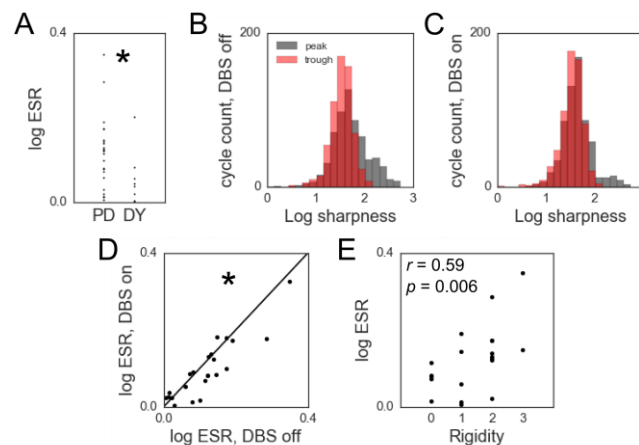 A
0.4
*
log ESR
0.0
PD DY
B
200
peak
trough
cycle count, DBS off
0
0 1 2 3
Log sharpness
C
200
cycle count, DBS on
0
0 1 2
Log sharpness
D
0.4
*
log ESR, DBS on
0.0
0.4
log ESR, DBS off
E
0.4
r = 0.59
p = 0.006
log ESR
0.0
0 1 2 3
Rigidity